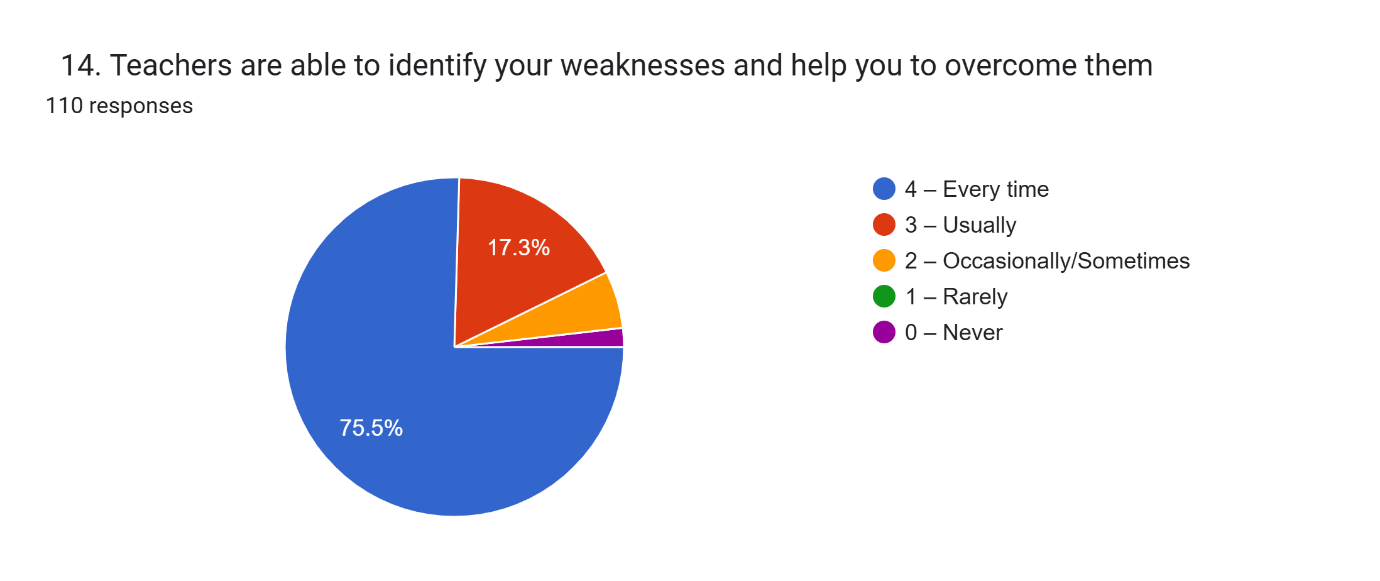 14. Teachers are able to identify your weaknesses and help you to overcome them
110 responses
17.3%
75.5%
4 – Every time
3 – Usually
2 – Occasionally/Sometimes
1 – Rarely
0 – Never